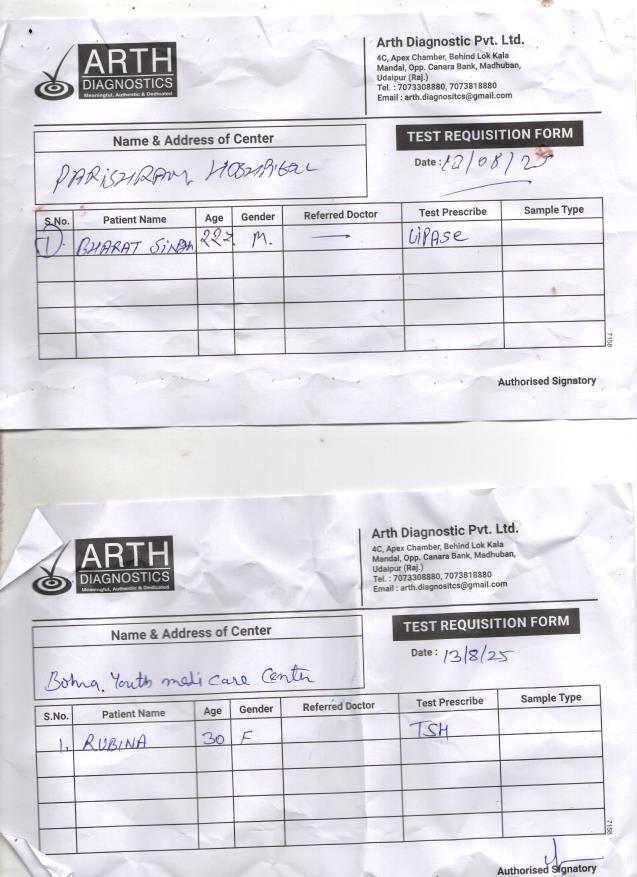 ARTH
DIAGNOSTICS
Meaningful, Authentic & Dedicated
Arth Diagnostic Pvt. Ltd.
4C, Apex Chamber, Behind Lok Kala
Mandal, Opp. Canara Bank, Madhuban,
Udaipur (Raj.)
Tel. : 7073308880, 7073818880
Email : arth.diagnositcs@gmail.com
Name & Address of Center
TEST REQUISITION FORM
PARISHRAM HOSHPITAL
Date : 12/08/25
S.No. Patient Name Age Gender Referred Doctor Test Prescribe Sample Type
1. BHARAT SINGH 22 M. — LIPASE
7158
Authorised Signatory
ARTH
DIAGNOSTICS
Meaningful, Authentic & Dedicated
Arth Diagnostic Pvt. Ltd.
4C, Apex Chamber, Behind Lok Kala
Mandal, Opp. Canara Bank, Madhuban,
Udaipur (Raj.)
Tel. : 7073308880, 7073818880
Email : arth.diagnositcs@gmail.com
Name & Address of Center
TEST REQUISITION FORM
Bohra Youth medi care Center
Date : 13/8/25
S.No. Patient Name Age Gender Referred Doctor Test Prescribe Sample Type
1. RUBINA 30 F TSH
7158
Authorised Signatory